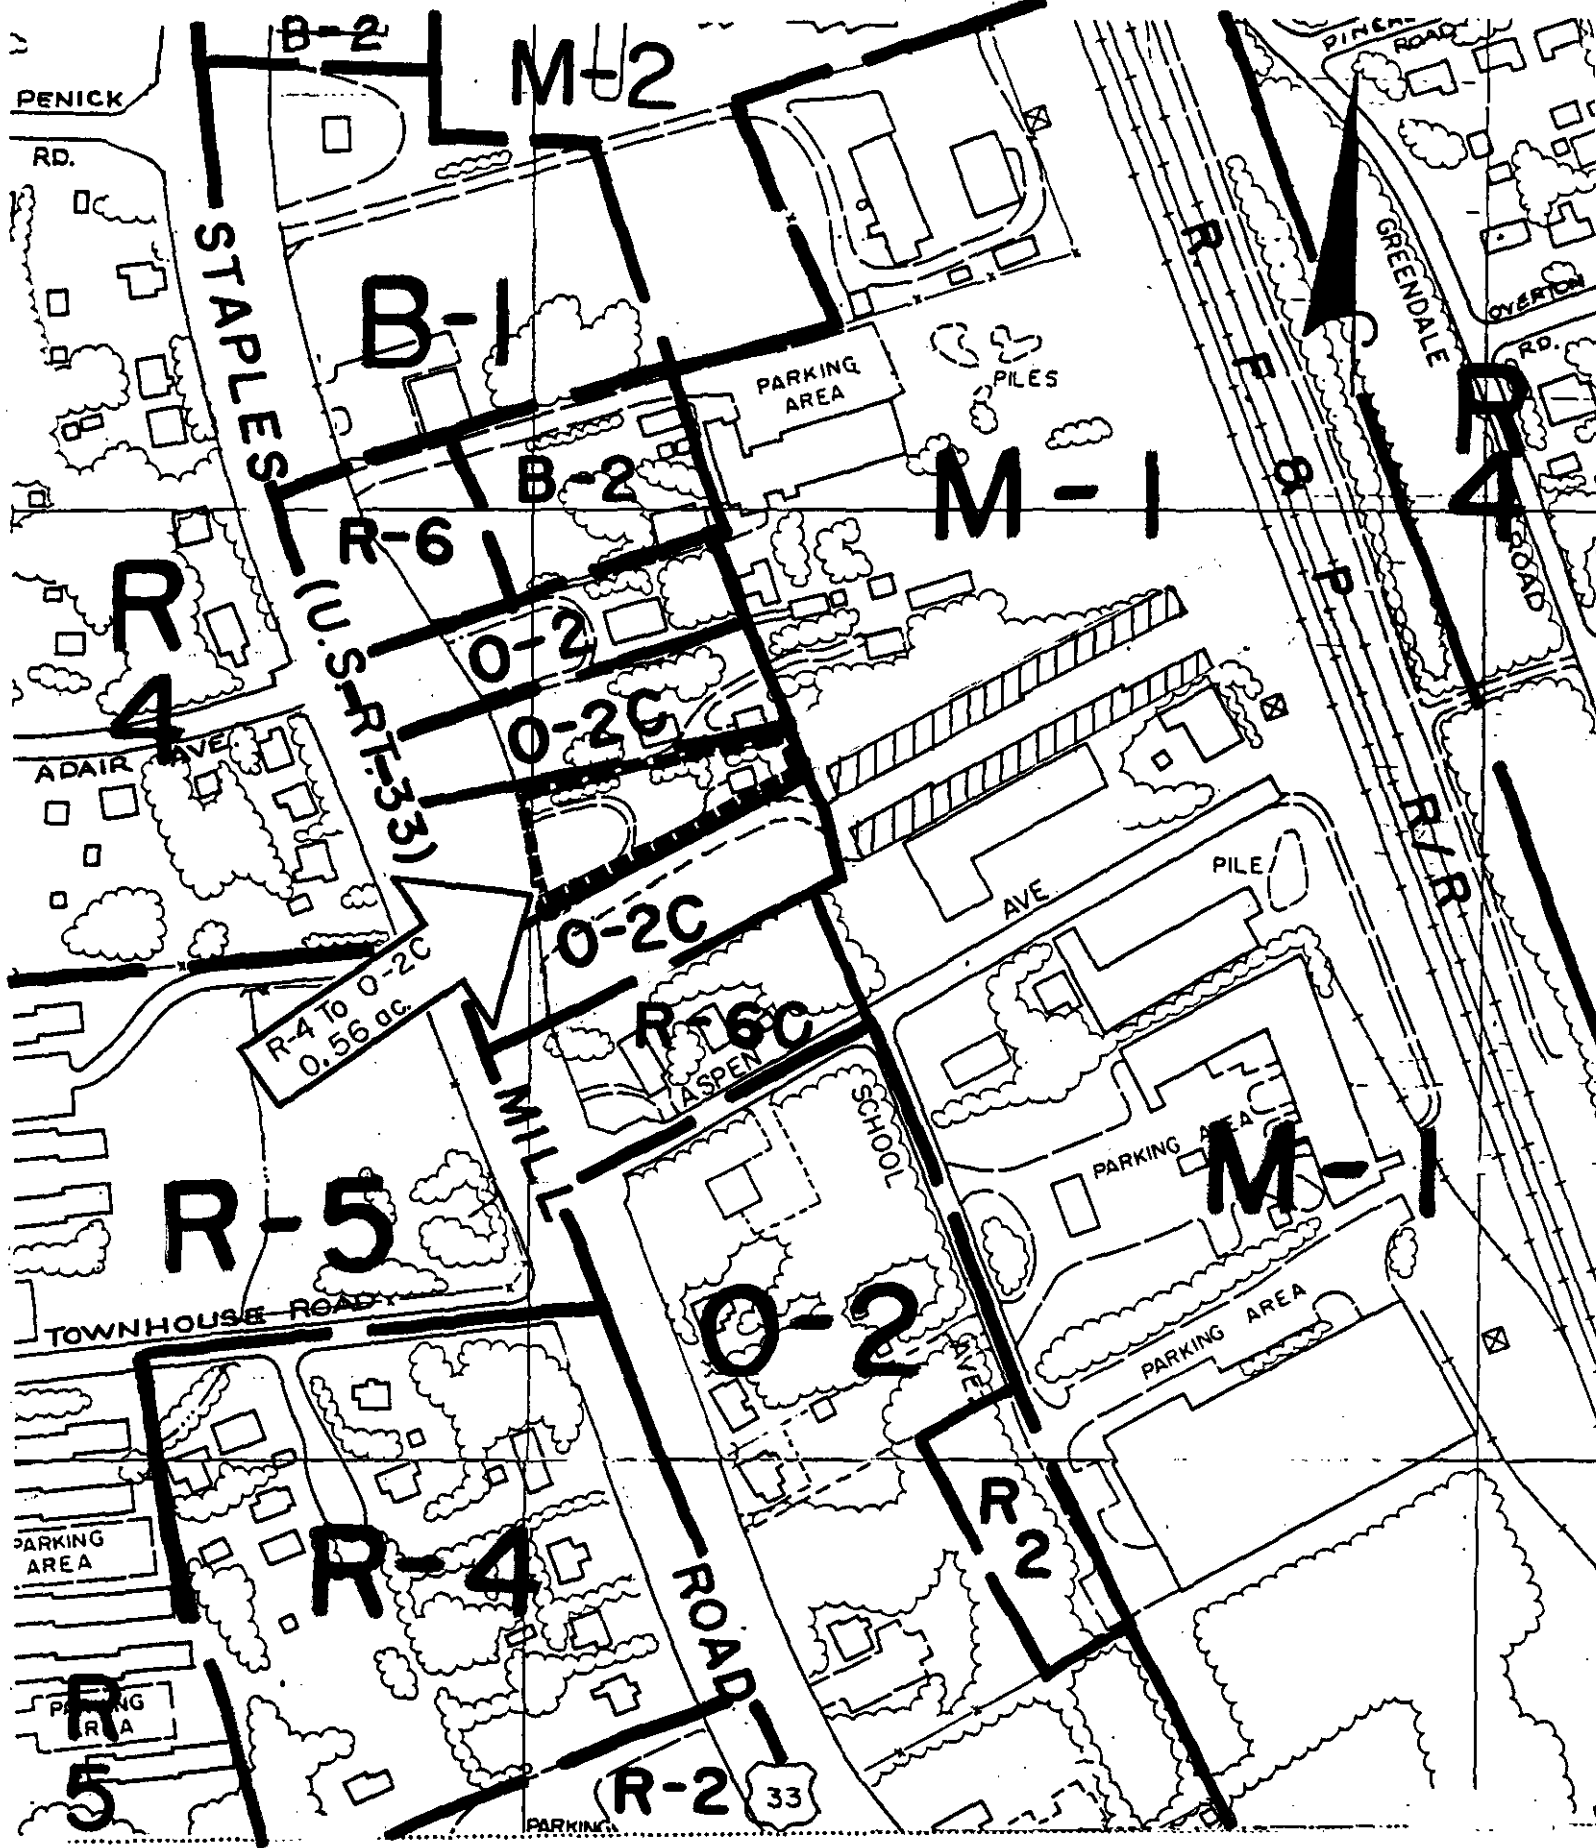 B-2
M-2
PENICK
RD.
ROAD
STAPLES
B-1
R F & P R/R
GREENDALE
ROAD
OVERTON
RD.
PARKING
AREA
PILES
R
4
B-2
R-6
M-1
R
4
(U.S. RT. 33)
O-2
O-2C
ADAIR AVE.
PILE
AVE.
O-2C
R-4 To O-2C
0.56 ac.
R-6C
ASPEN
MILL
SCHOOL
AVE.
PARKING AREA
M-1
R-5
TOWNHOUSE ROAD
O-2
PARKING AREA
R
2
PARKING
AREA
R-4
ROAD
R
5
PARKING
AREA
R-2
33
PARKING